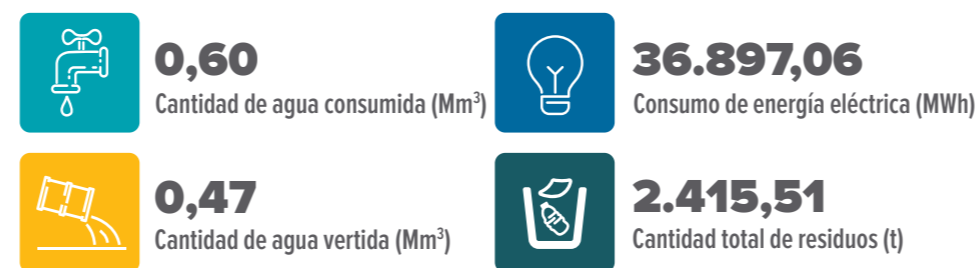 0,60
Cantidad de agua consumida (Mm³)
36.897,06
Consumo de energía eléctrica (MWh)
0,47
Cantidad de agua vertida (Mm³)
2.415,51
Cantidad total de residuos (t)